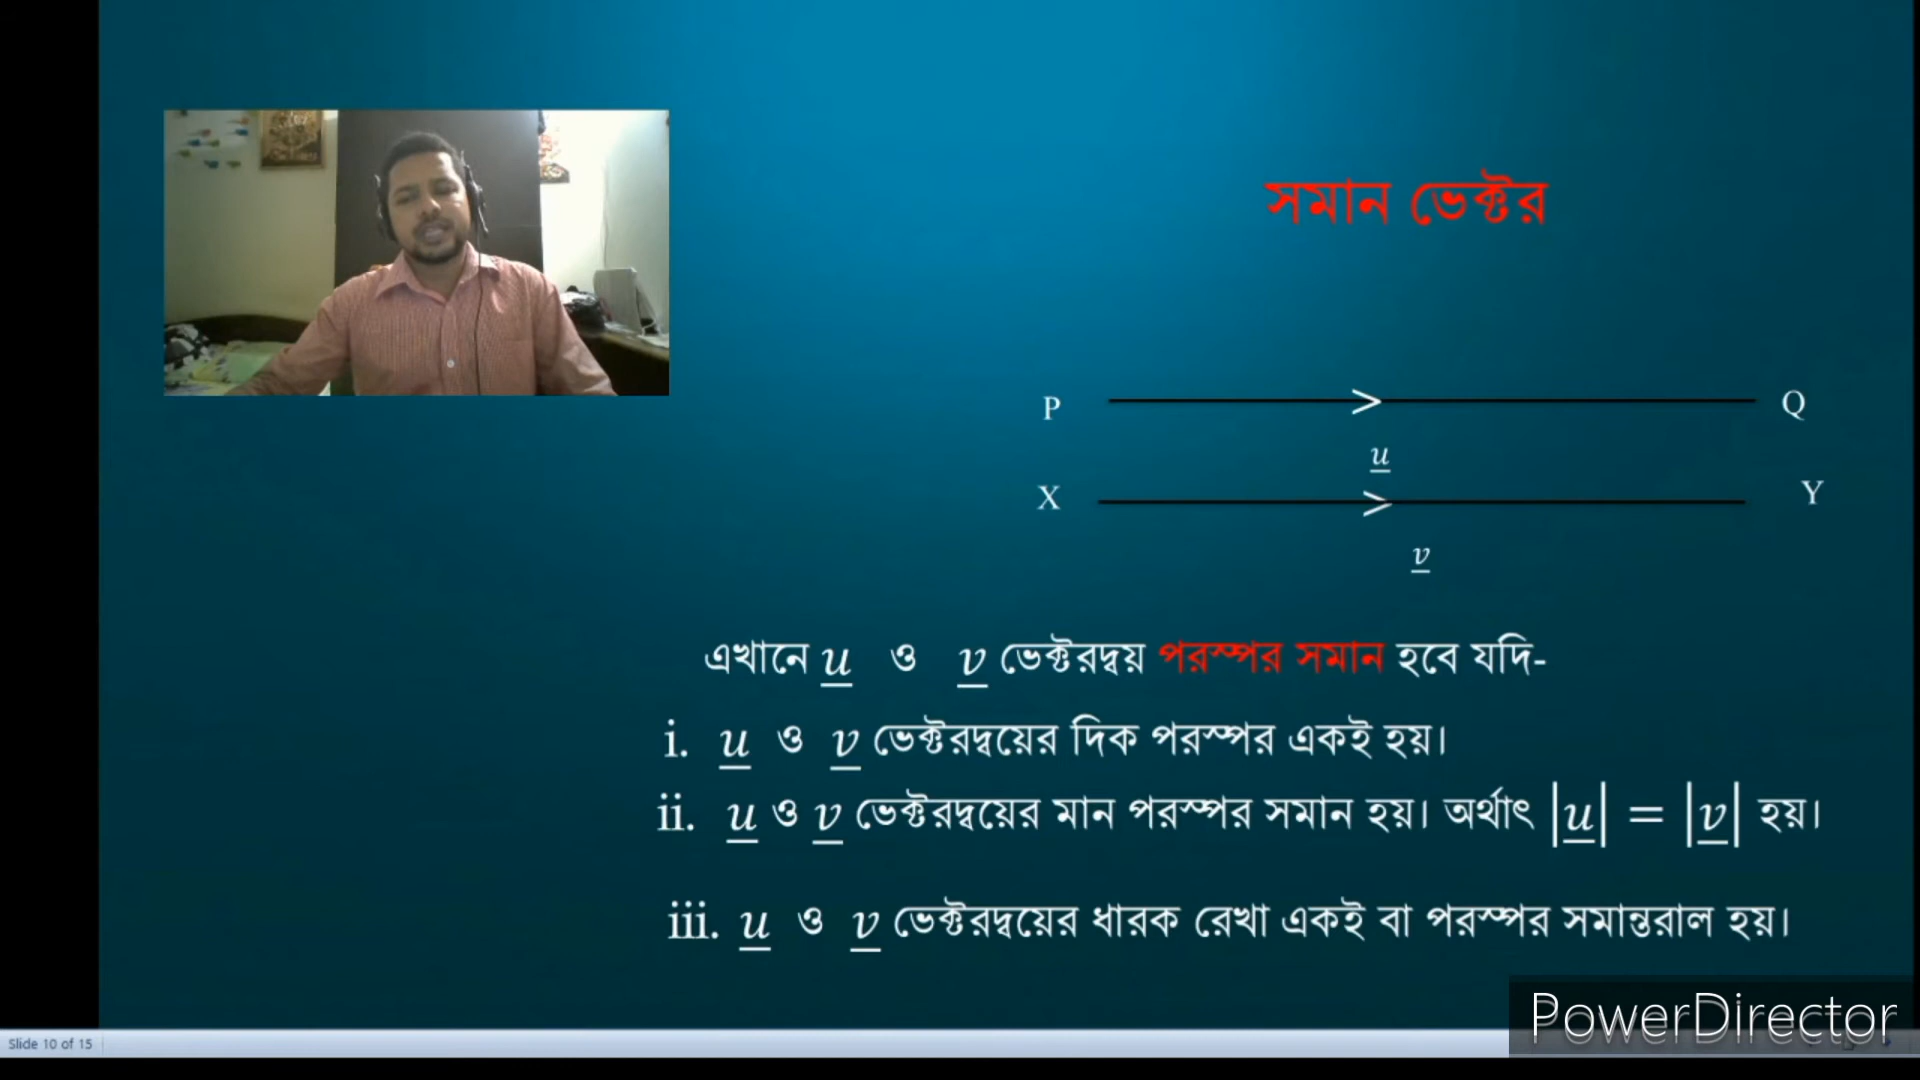 সমান ভেক্টর
P Q
u
X Y
v
এখানে u ও v ভেক্টরদ্বয় পরস্পর সমান হবে যদি-
i. u ও v ভেক্টরদ্বয়ের দিক পরস্পর একই হয়।
ii. u ও v ভেক্টরদ্বয়ের মান পরস্পর সমান হয়। অর্থাৎ |u| = |v| হয়।
iii. u ও v ভেক্টরদ্বয়ের ধারক রেখা একই বা পরস্পর সমান্তরাল হয়।
PowerDirector
Slide 10 of 15